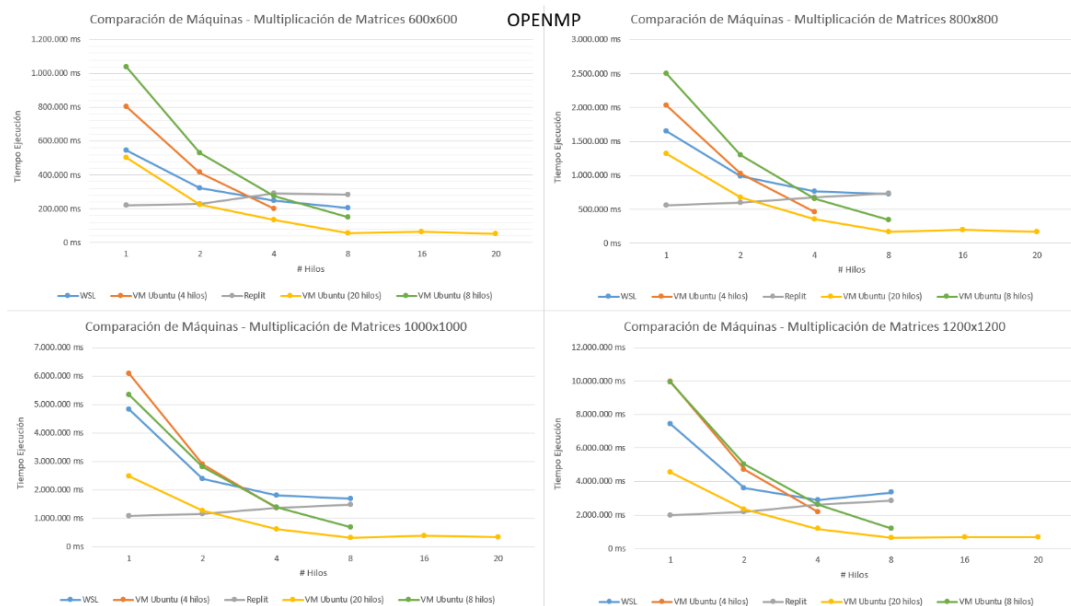 OPENMP
Comparación de Máquinas - Multiplicación de Matrices 600x600
1.200.000 ms
1.000.000 ms
800.000 ms
600.000 ms
400.000 ms
200.000 ms
0 ms
Tiempo Ejecución
1 2 4 8 16 20
# Hilos
WSL VM Ubuntu (4 hilos) Replit VM Ubuntu (20 hilos) VM Ubuntu (8 hilos)
Comparación de Máquinas - Multiplicación de Matrices 800x800
3.000.000 ms
2.500.000 ms
2.000.000 ms
1.500.000 ms
1.000.000 ms
500.000 ms
0 ms
Tiempo Ejecución
1 2 4 8 16 20
# Hilos
WSL VM Ubuntu (4 hilos) Replit VM Ubuntu (20 hilos) VM Ubuntu (8 hilos)
Comparación de Máquinas - Multiplicación de Matrices 1000x1000
7.000.000 ms
6.000.000 ms
5.000.000 ms
4.000.000 ms
3.000.000 ms
2.000.000 ms
1.000.000 ms
0 ms
Tiempo Ejecución
1 2 4 8 16 20
# Hilos
WSL VM Ubuntu (4 hilos) Replit VM Ubuntu (20 hilos) VM Ubuntu (8 hilos)
Comparación de Máquinas - Multiplicación de Matrices 1200x1200
12.000.000 ms
10.000.000 ms
8.000.000 ms
6.000.000 ms
4.000.000 ms
2.000.000 ms
0 ms
Tiempo Ejecución
1 2 4 8 16 20
# Hilos
WSL VM Ubuntu (4 hilos) Replit VM Ubuntu (20 hilos) VM Ubuntu (8 hilos)